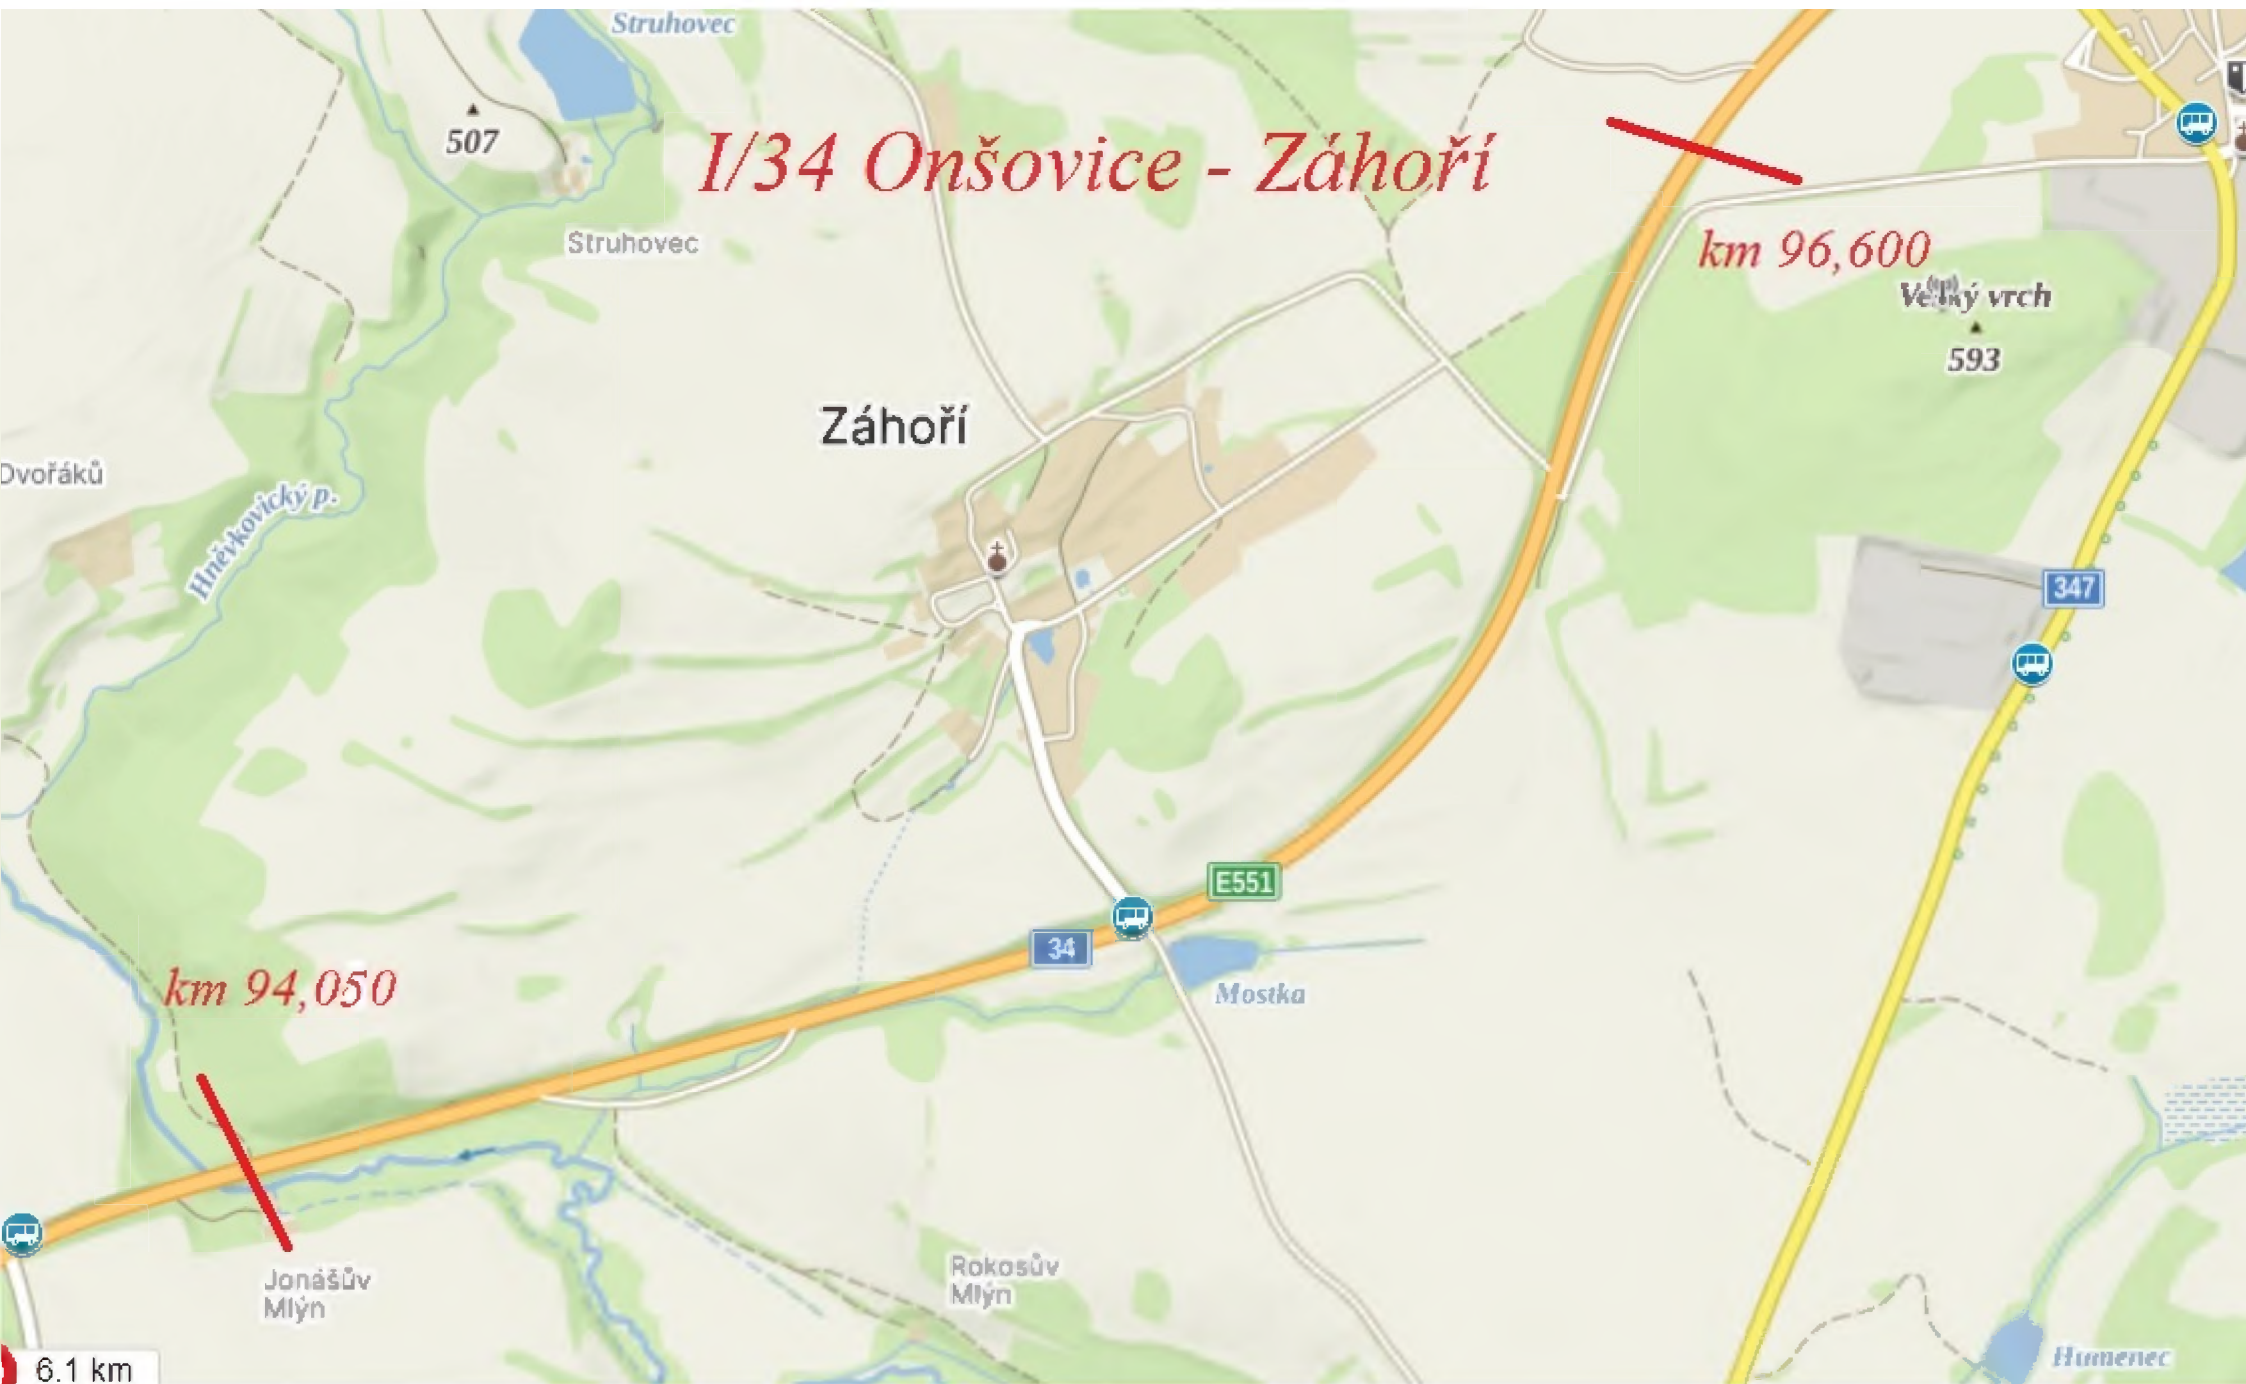 Struhovec
507
I/34 Onšovice - Záhoří
Struhovec
km 96,600
Velký vrch
593
Záhoří
Dvořáků
Hněvkovický p.
347
E551
34
km 94,050
Mostka
Jonášův
Mlýn
Rokosův
Mlýn
Humenec
6.1 km